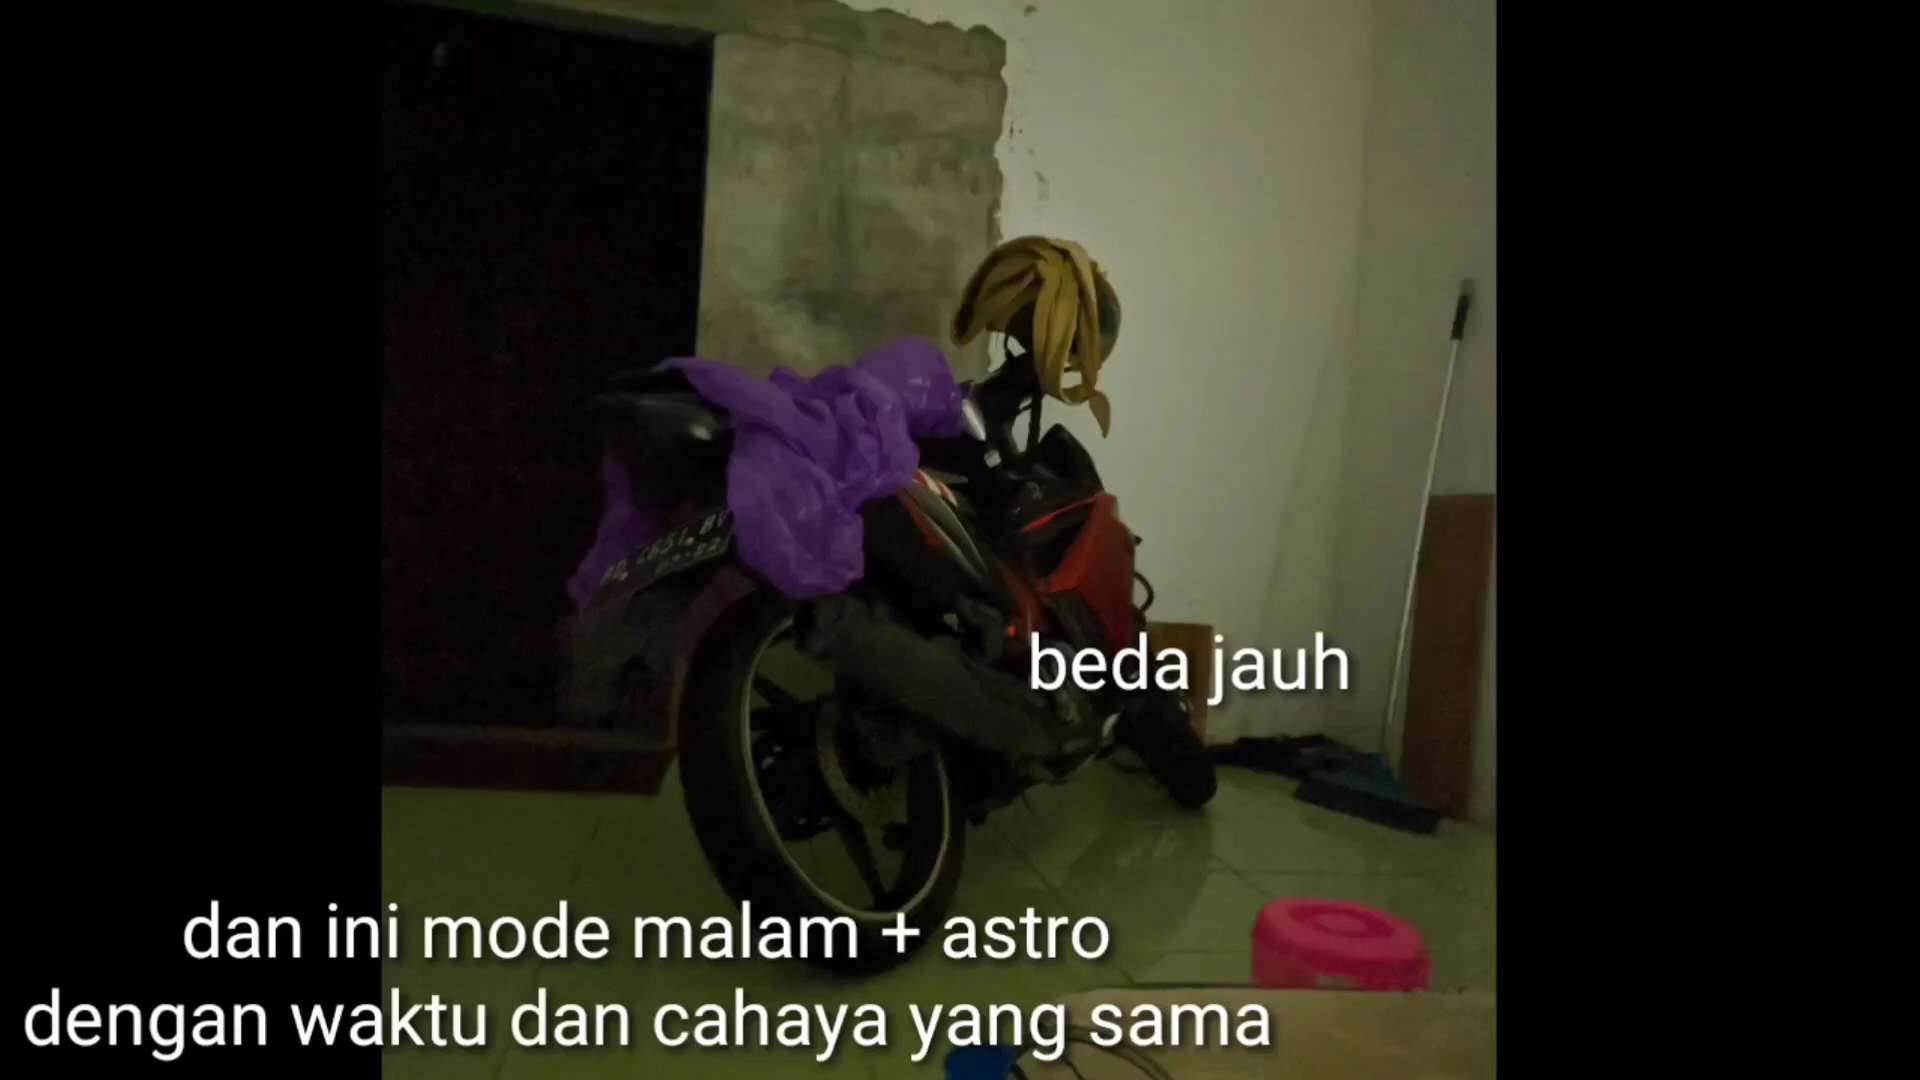 beda jauh
dan ini mode malam + astro
dengan waktu dan cahaya yang sama